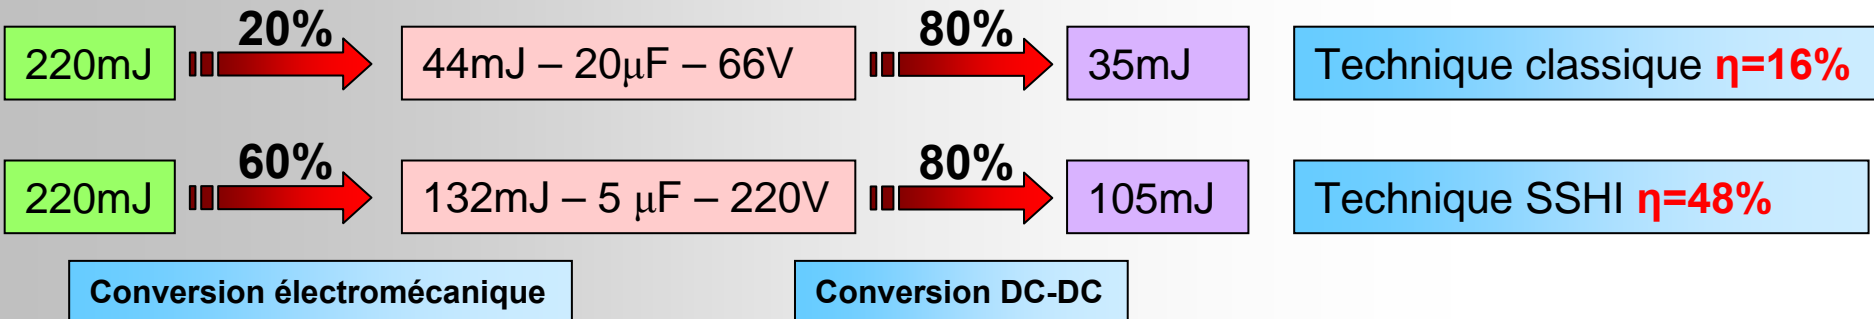 20% 80%
220mJ 44mJ – 20μF – 66V 35mJ Technique classique η=16%
60% 80%
220mJ 132mJ – 5 μF – 220V 105mJ Technique SSHI η=48%
Conversion électromécanique Conversion DC-DC